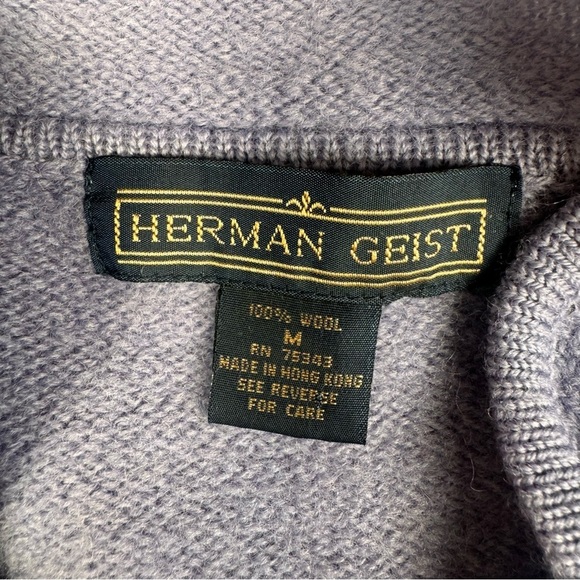 HERMAN GEIST
100% WOOL
M
RN 75343
MADE IN HONG KONG
SEE REVERSE
FOR CARE